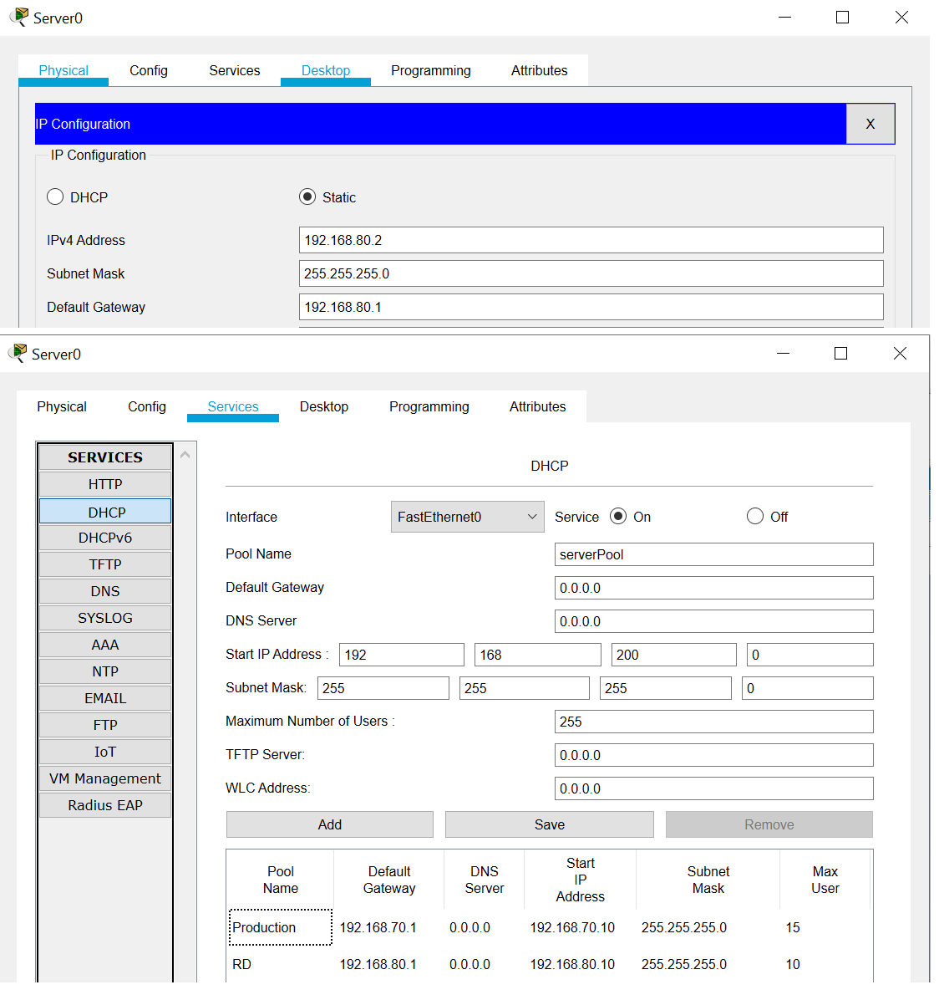 Server0
Physical Config Services Desktop Programming Attributes
IP Configuration X
IP Configuration
DHCP Static
IPv4 Address 192.168.80.2
Subnet Mask 255.255.255.0
Default Gateway 192.168.80.1
Server0
Physical Config Services Desktop Programming Attributes
SERVICES
HTTP
DHCP
DHCPv6
TFTP
DNS
SYSLOG
AAA
NTP
EMAIL
FTP
IoT
VM Management
Radius EAP
DHCP
Interface FastEthernet0 Service On Off
Pool Name serverPool
Default Gateway 0.0.0.0
DNS Server 0.0.0.0
Start IP Address : 192 168 200 0
Subnet Mask: 255 255 255 0
Maximum Number of Users : 255
TFTP Server: 0.0.0.0
WLC Address: 0.0.0.0
Add Save Remove
Pool Name Default Gateway DNS Server Start IP Address Subnet Mask Max User
Production 192.168.70.1 0.0.0.0 192.168.70.10 255.255.255.0 15
RD 192.168.80.1 0.0.0.0 192.168.80.10 255.255.255.0 10